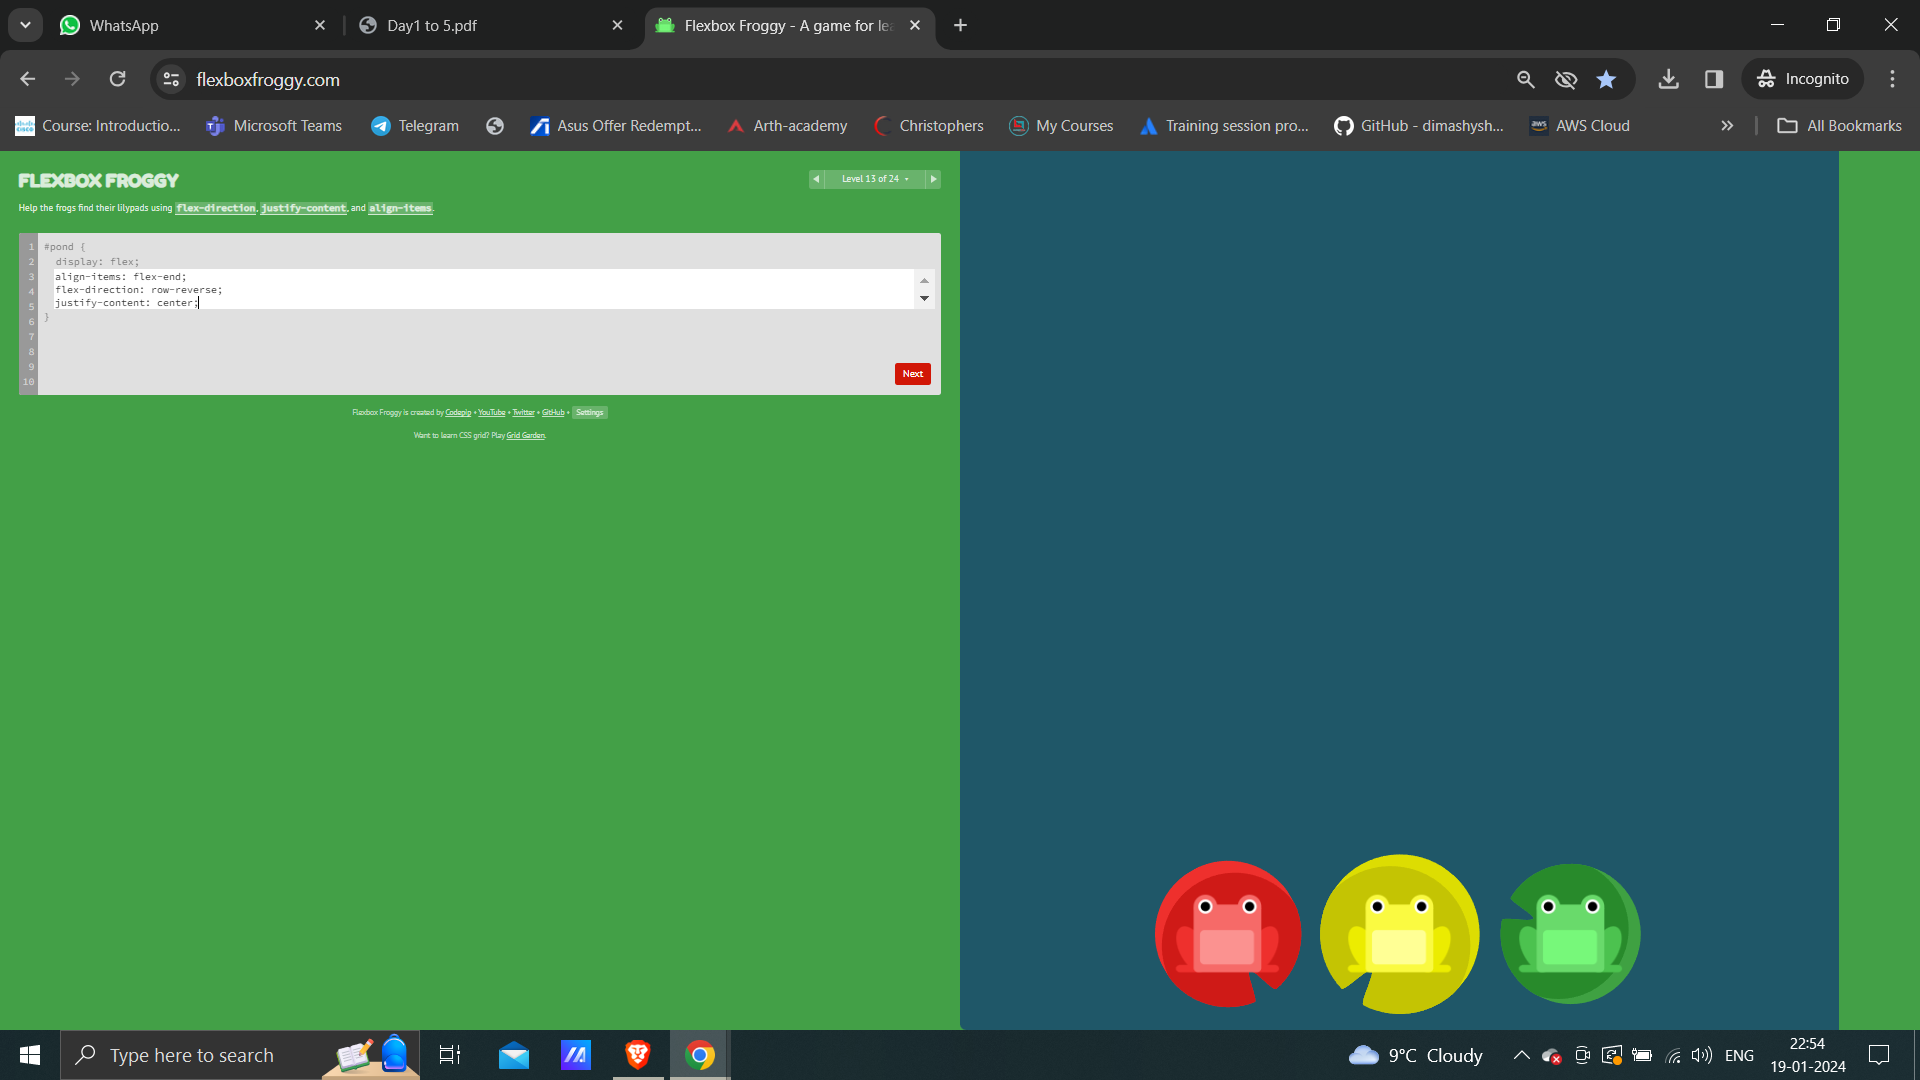 WhatsApp
Day1 to 5.pdf
Flexbox Froggy - A game for lea
flexboxfroggy.com
Incognito
Course: Introductio...
Microsoft Teams
Telegram
Asus Offer Redempt...
Arth-academy
Christophers
My Courses
Training session pro...
GitHub - dimashysh...
AWS Cloud
All Bookmarks
FLEXBOX FROGGY
Level 13 of 24
Help the frogs find their lilypads using flex-direction, justify-content, and align-items.
1 #pond {
2 display: flex;
3 align-items: flex-end;
4 flex-direction: row-reverse;
5 justify-content: center;
6 }
7
8
9
10
Next
Flexbox Froggy is created by Codepip • YouTube • Twitter • GitHub • Settings
Want to learn CSS grid? Play Grid Garden.
Type here to search
9°C Cloudy
ENG
22:54
19-01-2024